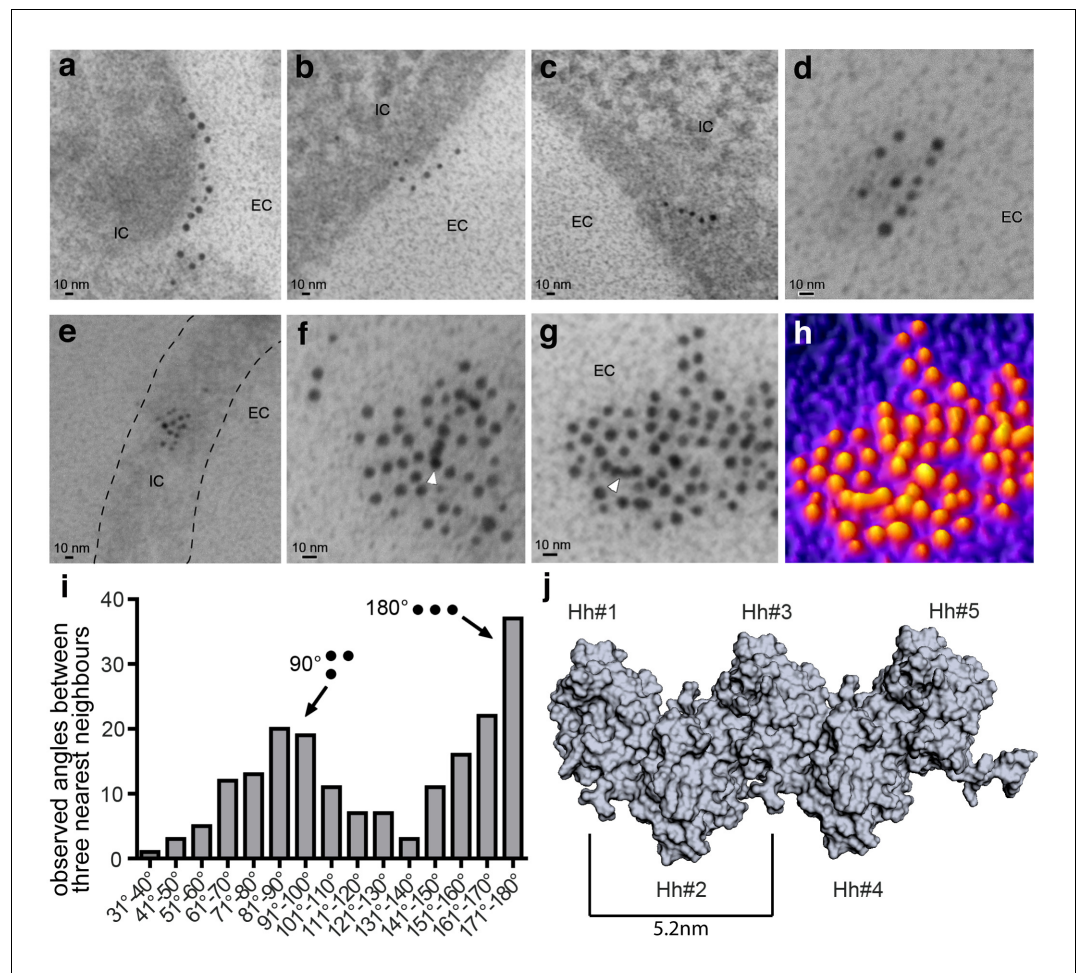 a
b
c
d
IC
IC
IC
EC
EC
EC
EC
10 nm
10 nm
10 nm
10 nm
e
f
g
h
EC
EC
IC
10 nm
10 nm
10 nm
i
j
observed angles between
three nearest neighbours
40
30
20
10
0
180°
90°
31°-40°
41°-50°
51°-60°
61°-70°
71°-80°
81°-90°
91°-100°
101°-110°
111°-120°
121°-130°
131°-140°
141°-150°
151°-160°
161°-170°
171°-180°
Hh#1
Hh#3
Hh#5
Hh#2
Hh#4
5.2nm